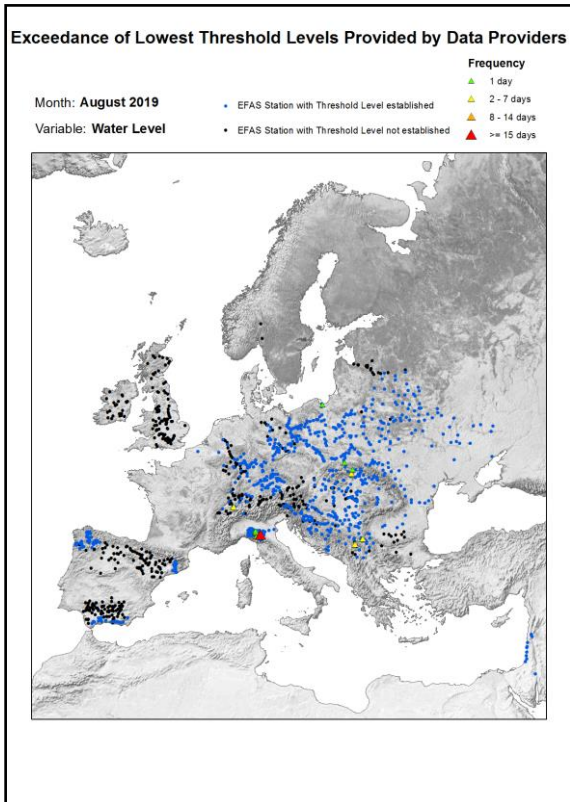 Exceedance of Lowest Threshold Levels Provided by Data Providers
Frequency
1 day
2 - 7 days
8 - 14 days
>= 15 days
Month: August 2019
EFAS Station with Threshold Level established
Variable: Water Level
EFAS Station with Threshold Level not established